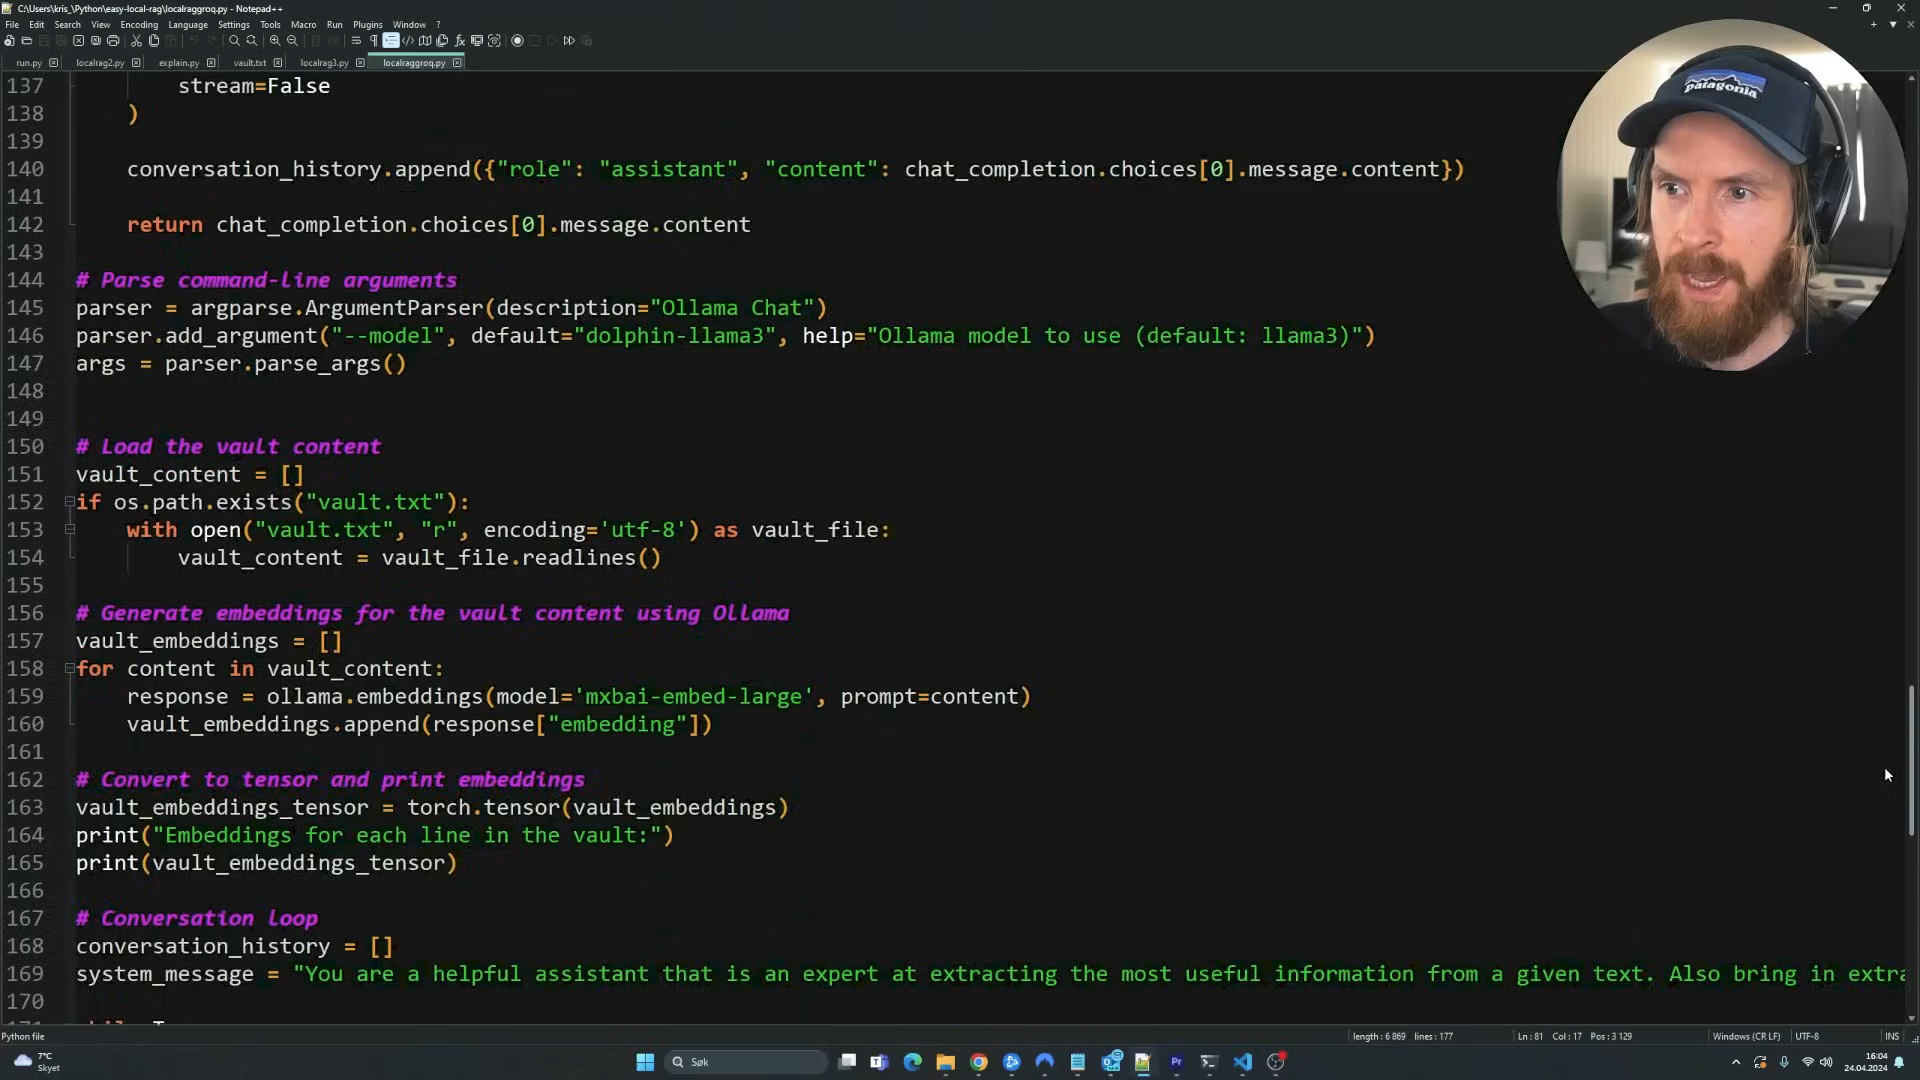 C:\Users\kris_\Python\easy-local-rag\localraggroq.py - Notepad++
File Edit Search View Encoding Language Settings Tools Macro Run Plugins Window ?
run.py localrag2.py explain.py vault.txt localrag3.py localraggroq.py
137 stream=False
138 )
139
140 conversation_history.append({"role": "assistant", "content": chat_completion.choices[0].message.content})
141
142 return chat_completion.choices[0].message.content
143
144 # Parse command-line arguments
145 parser = argparse.ArgumentParser(description="Ollama Chat")
146 parser.add_argument("--model", default="dolphin-llama3", help="Ollama model to use (default: llama3)")
147 args = parser.parse_args()
148
149
150 # Load the vault content
151 vault_content = []
152 if os.path.exists("vault.txt"):
153 with open("vault.txt", "r", encoding='utf-8') as vault_file:
154 vault_content = vault_file.readlines()
155
156 # Generate embeddings for the vault content using Ollama
157 vault_embeddings = []
158 for content in vault_content:
159 response = ollama.embeddings(model='mxbai-embed-large', prompt=content)
160 vault_embeddings.append(response["embedding"])
161
162 # Convert to tensor and print embeddings
163 vault_embeddings_tensor = torch.tensor(vault_embeddings)
164 print("Embeddings for each line in the vault:")
165 print(vault_embeddings_tensor)
166
167 # Conversation loop
168 conversation_history = []
169 system_message = "You are a helpful assistant that is an expert at extracting the most useful information from a given text. Also bring in extra
170
patagonia
Python file length : 6 869 lines : 177 Ln : 81 Col : 17 Pos : 3 129 Windows (CR LF) UTF-8 INS
7°C
Skyet
Søk
16:04
24.04.2024